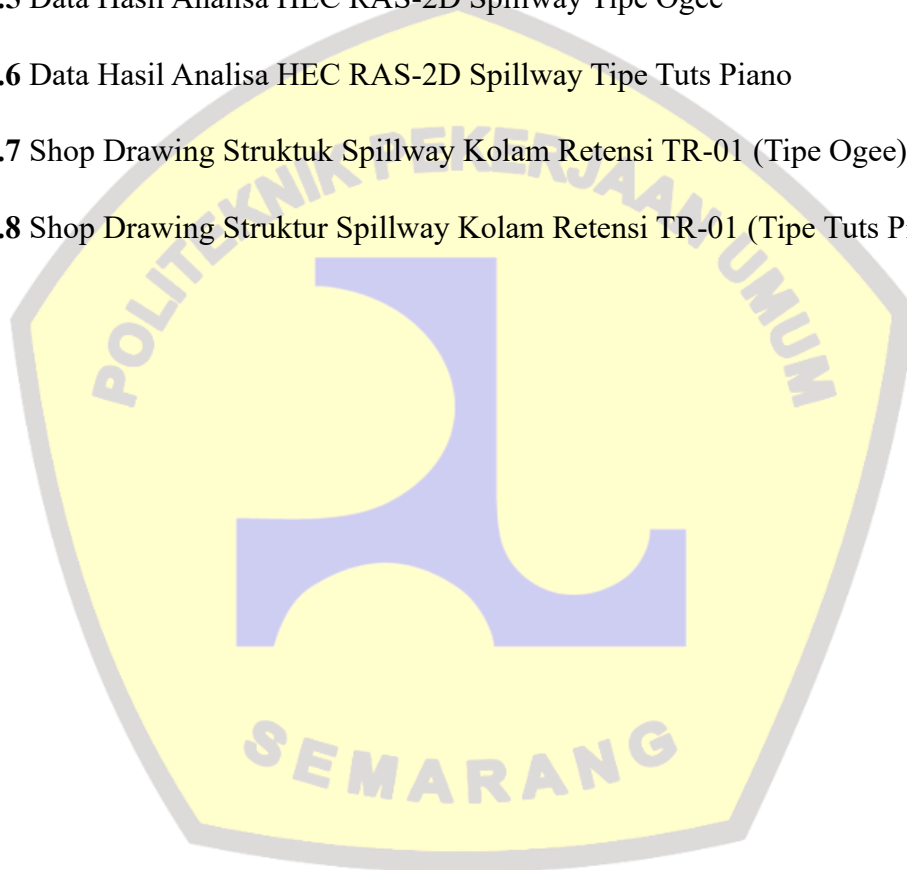 .5 Data Hasil Analisa HEC RAS-2D Spillway Tipe Ogee
.6 Data Hasil Analisa HEC RAS-2D Spillway Tipe Tuts Piano
.7 Shop Drawing Struktuk Spillway Kolam Retensi TR-01 (Tipe Ogee)
.8 Shop Drawing Struktur Spillway Kolam Retensi TR-01 (Tipe Tuts P
POLITEKNIK PEKERJAAN UMUM
SEMARANG